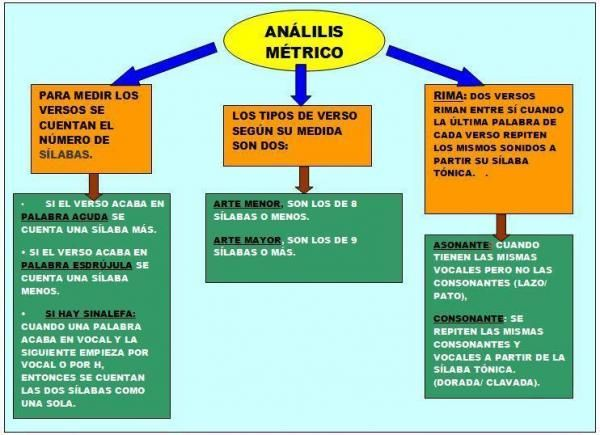 ANÁLILIS
MÉTRICO
PARA MEDIR LOS
VERSOS SE
CUENTAN EL
NÚMERO DE
SÍLABAS.
• SI EL VERSO ACABA EN
PALABRA AGUDA SE
CUENTA UNA SÍLABA MÁS.
• SI EL VERSO ACABA EN
PALABRA ESDRÚJULA SE
CUENTA UNA SÍLABA
MENOS.
• SI HAY SINALEFA:
CUANDO UNA PALABRA
ACABA EN VOCAL Y LA
SIGUIENTE EMPIEZA POR
VOCAL O POR H,
ENTONCES SE CUENTAN
LAS DOS SÍLABAS COMO
UNA SOLA.
LOS TIPOS DE VERSO
SEGÚN SU MEDIDA
SON DOS:
ARTE MENOR, SON LOS DE 8
SÍLABAS O MENOS.
ARTE MAYOR, SON LOS DE 9
SÍLABAS O MÁS.
RIMA: DOS VERSOS
RIMAN ENTRE SÍ CUANDO
LA ÚLTIMA PALABRA DE
CADA VERSO REPITEN
LOS MISMOS SONIDOS A
PARTIR SU SÍLABA
TÓNICA. .
ASONANTE: CUANDO
TIENEN LAS MISMAS
VOCALES PERO NO LAS
CONSONANTES (LAZO/
PATO),
CONSONANTE: SE
REPITEN LAS MISMAS
CONSONANTES Y
VOCALES A PARTIR DE LA
SÍLABA TÓNICA.
(DORADA/ CLAVADA).